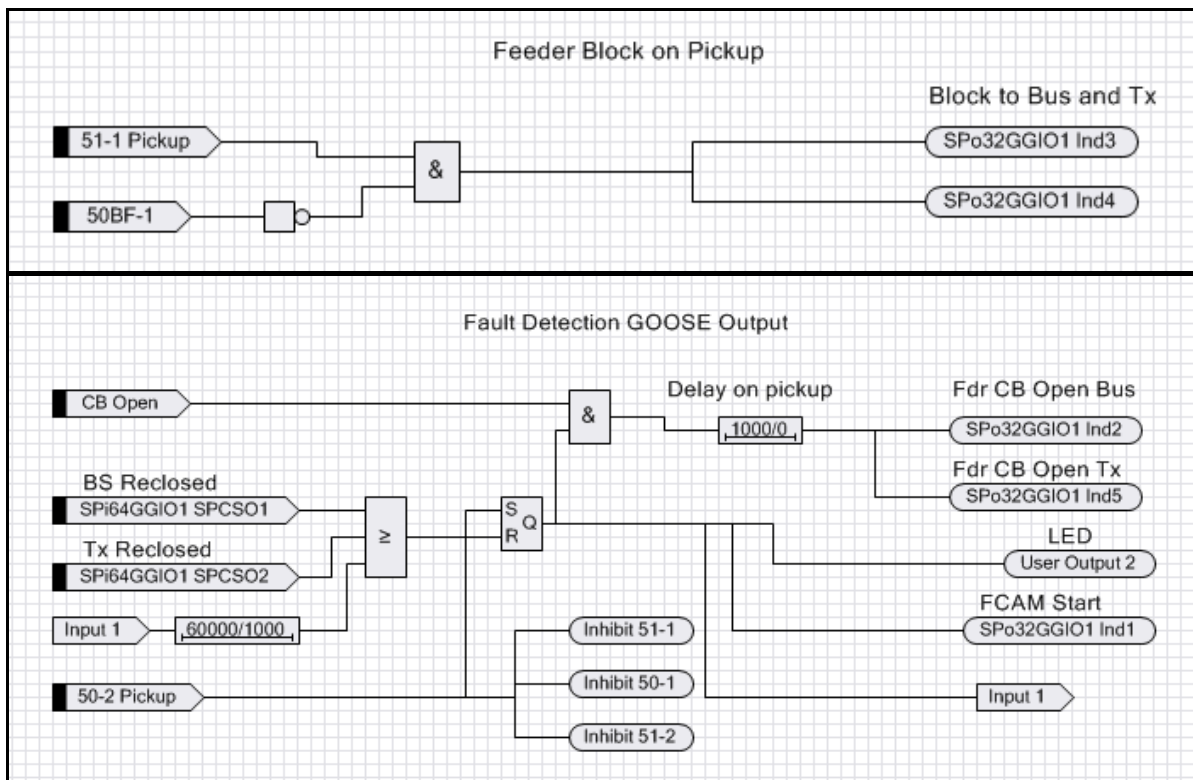 Feeder Block on Pickup
Block to Bus and Tx
51-1 Pickup
&
SPo32GGIO1 Ind3
50BF-1
SPo32GGIO1 Ind4
Fault Detection GOOSE Output
CB Open
&
Delay on pickup
1000/0
Fdr CB Open Bus
SPo32GGIO1 Ind2
Fdr CB Open Tx
SPo32GGIO1 Ind5
BS Reclosed
SPi64GGIO1 SPCSO1
≥
S
Q
R
Tx Reclosed
SPi64GGIO1 SPCSO2
LED
User Output 2
FCAM Start
SPo32GGIO1 Ind1
Input 1
60000/1000
Inhibit 51-1
50-2 Pickup
Inhibit 50-1
Input 1
Inhibit 51-2